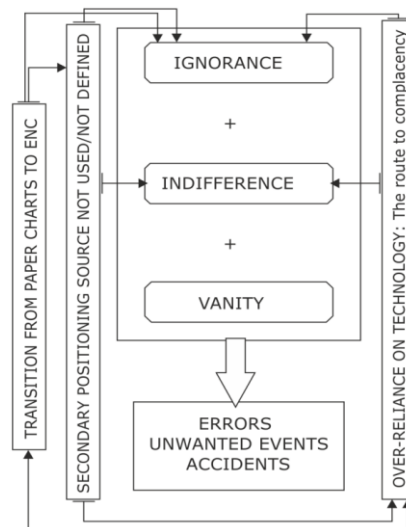 TRANSITION FROM PAPER CHARTS TO ENC
SECONDARY POSITIONING SOURCE NOT USED/NOT DEFINED
IGNORANCE
+
INDIFFERENCE
+
VANITY
ERRORS
UNWANTED EVENTS
ACCIDENTS
OVER-RELIANCE ON TECHNOLOGY: The route to complacency